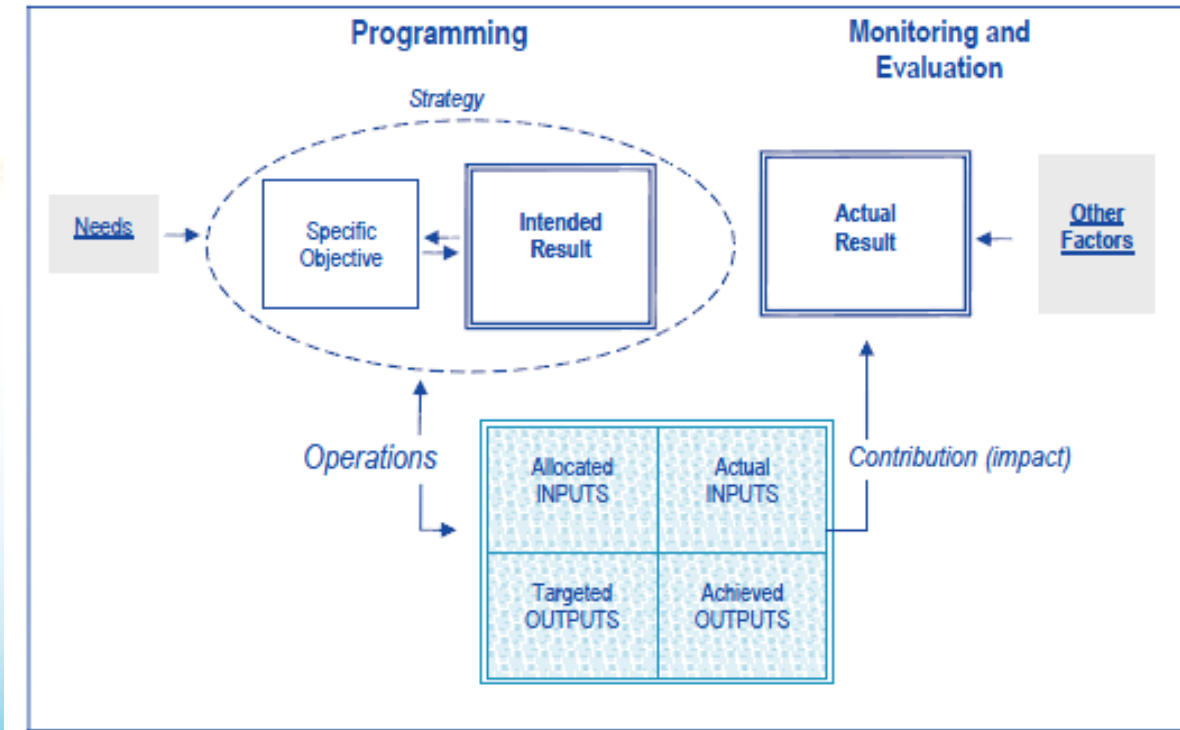 Programming
Monitoring and
Evaluation
Strategy
Needs
Specific
Objective
Intended
Result
Actual
Result
Other
Factors
Operations
Allocated
INPUTS
Actual
INPUTS
Contribution (impact)
Targeted
OUTPUTS
Achieved
OUTPUTS